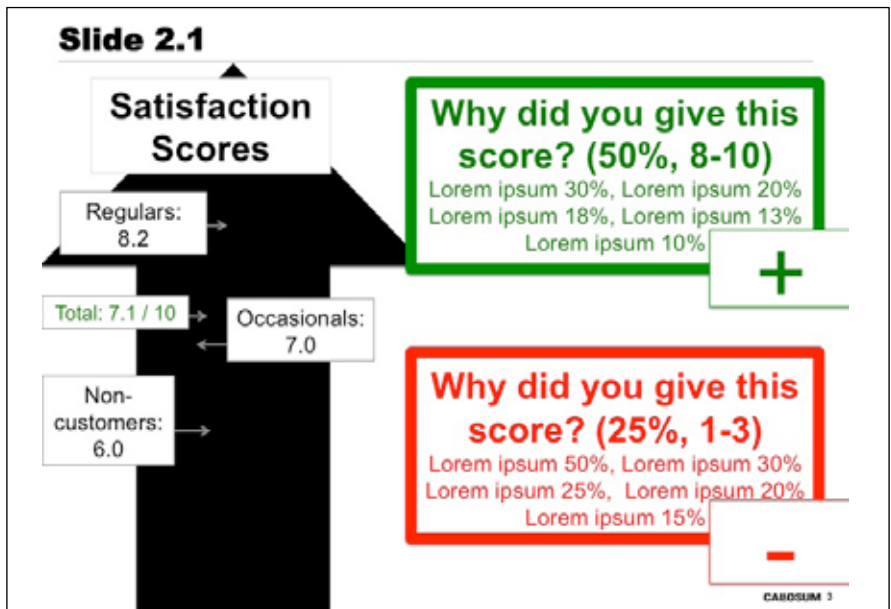 Slide 2.1
Satisfaction
Scores
Regulars:
8.2
Total: 7.1 / 10
Occasionals:
7.0
Non-
customers:
6.0
Why did you give this
score? (50%, 8-10)
Lorem ipsum 30%, Lorem ipsum 20%
Lorem ipsum 18%, Lorem ipsum 13%
Lorem ipsum 10%
+
Why did you give this
score? (25%, 1-3)
Lorem ipsum 50%, Lorem ipsum 30%
Lorem ipsum 25%, Lorem ipsum 20%
Lorem ipsum 15%
-
CABOSUM 3